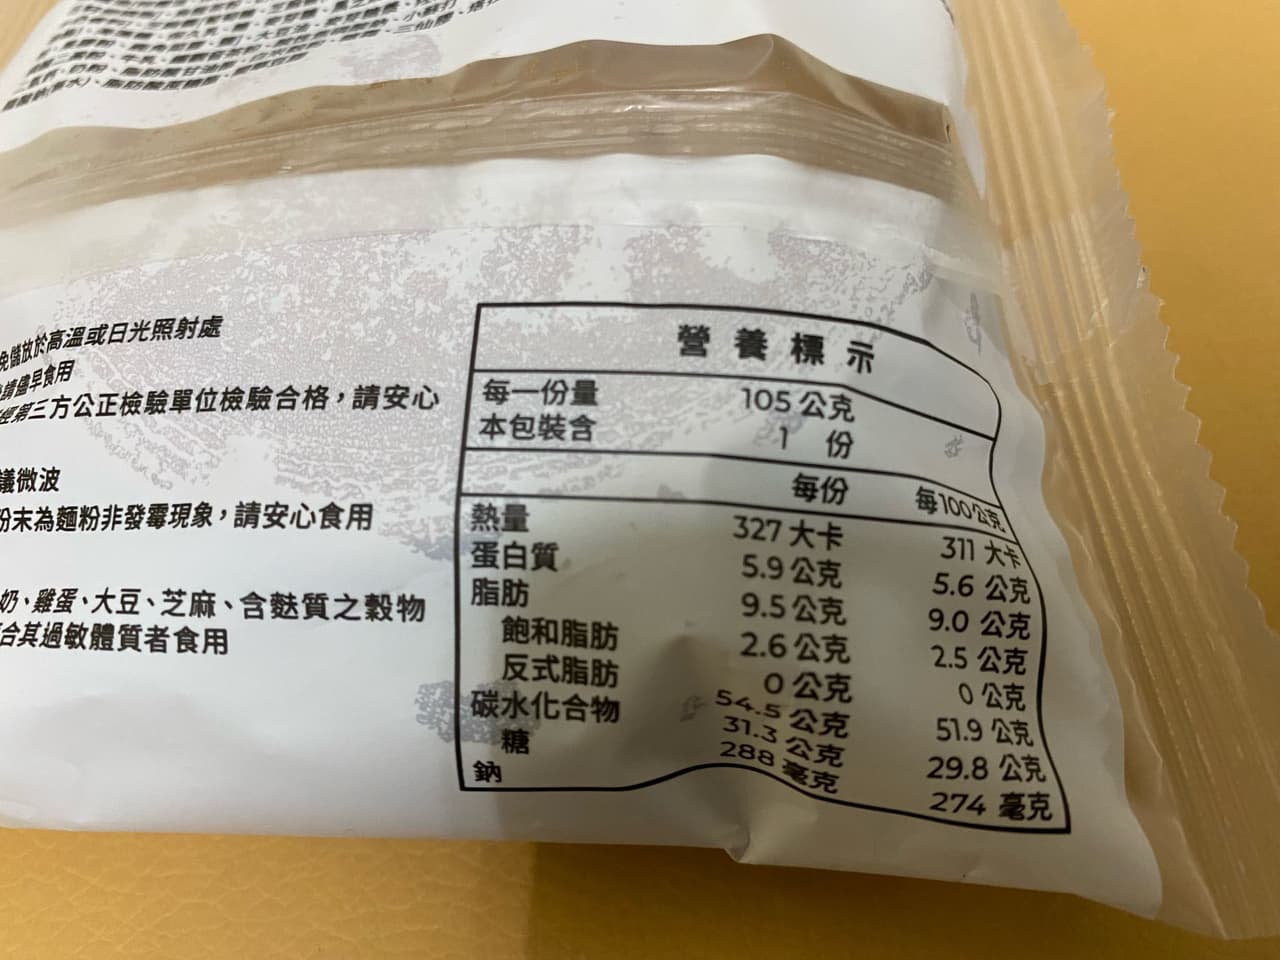 免儲放於高溫或日光照射處
請儘早食用
經第三方公正檢驗單位檢驗合格，請安心
議微波
粉末為麵粉非發霉現象，請安心食用
奶、雞蛋、大豆、芝麻、含麩質之穀物
合其過敏體質者食用
營養標示
每一份量 105 公克
本包裝含 1 份
每份 每100公克
熱量 327 大卡 311 大卡
蛋白質 5.9 公克 5.6 公克
脂肪 9.5 公克 9.0 公克
飽和脂肪 2.6 公克 2.5 公克
反式脂肪 0 公克 0 公克
碳水化合物 54.5 公克 51.9 公克
糖 31.3 公克 29.8 公克
鈉 288 毫克 274 毫克